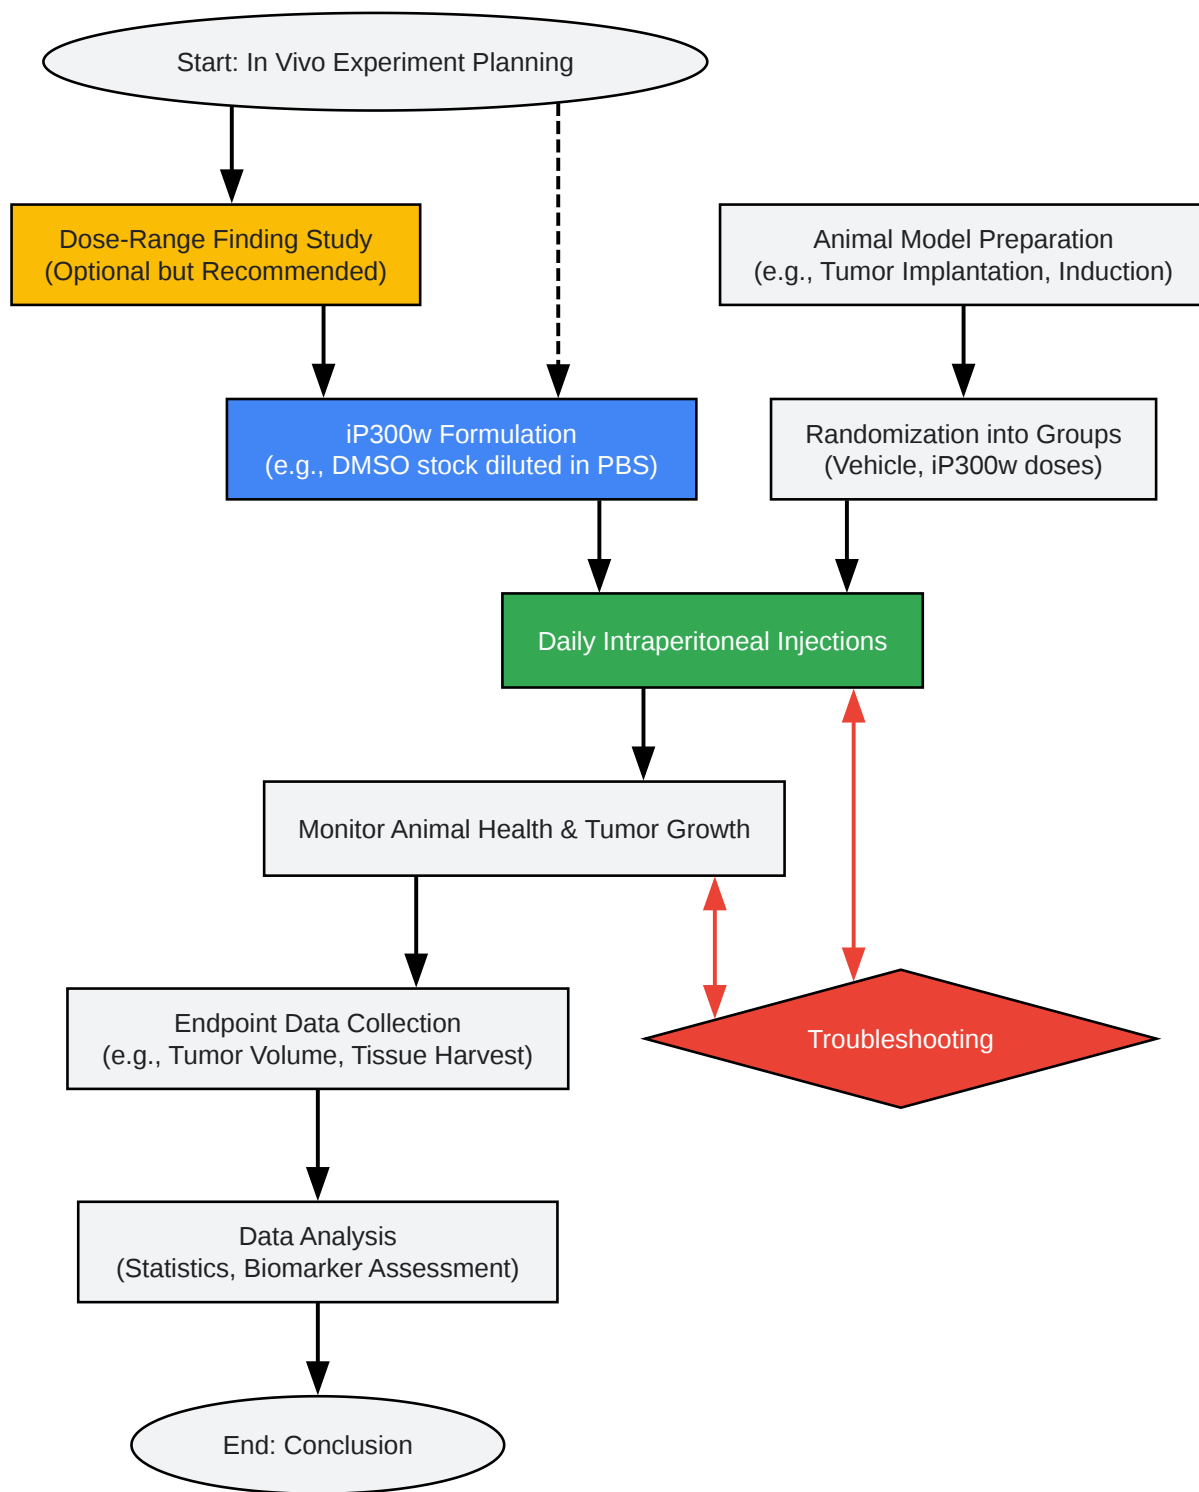 Start: In Vivo Experiment Planning
Dose-Range Finding Study
(Optional but Recommended)
Animal Model Preparation
(e.g., Tumor Implantation, Induction)
iP300w Formulation
(e.g., DMSO stock diluted in PBS)
Randomization into Groups
(Vehicle, iP300w doses)
Daily Intraperitoneal Injections
Monitor Animal Health & Tumor Growth
Endpoint Data Collection
(e.g., Tumor Volume, Tissue Harvest)
Troubleshooting
Data Analysis
(Statistics, Biomarker Assessment)
End: Conclusion